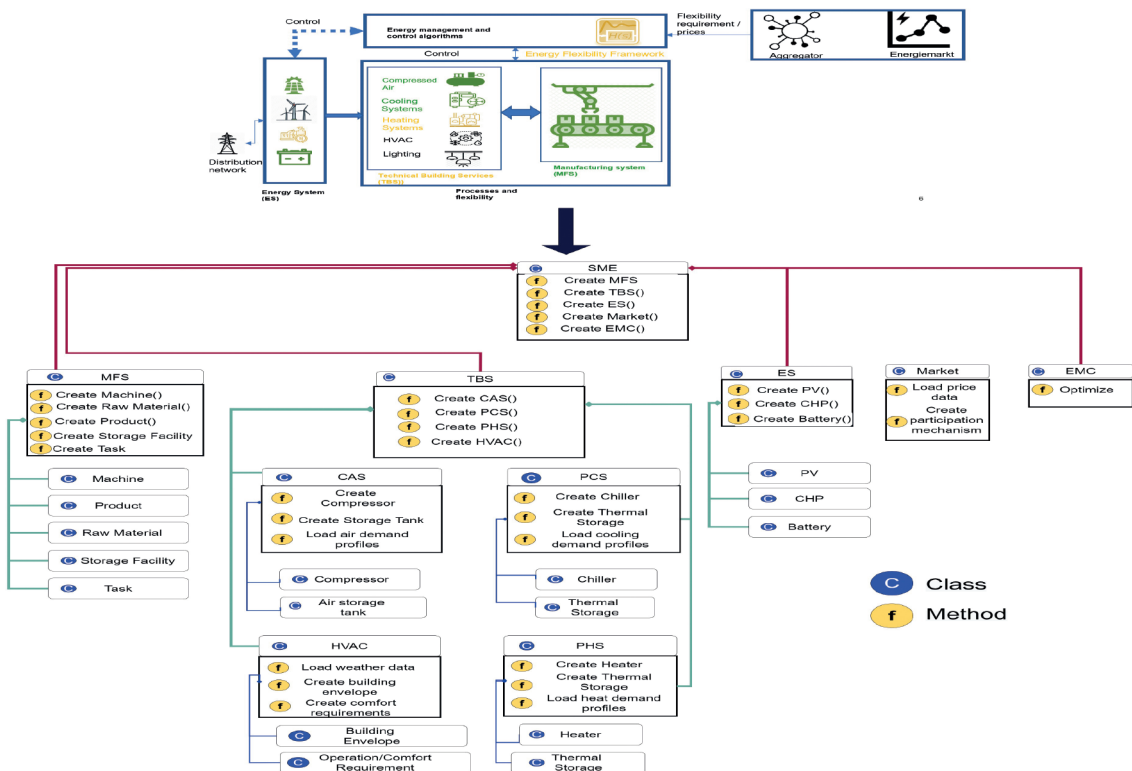 Control
Energy management and
control algorithms
HFS
Energy Flexibility Framework
Flexibility
requirement /
prices
Aggregator
Energiemarkt
Control
Compressed
Air
Cooling
Systems
Heating
Systems
HVAC
Lighting
Technical Building Services
(TBS))
Manufacturing system
(MFS)
Distribution
network
Energy System
(ES)
Processes and
flexibility
6
C SME
f Create MFS
f Create TBS()
f Create ES()
f Create Market()
f Create EMC()
C MFS
f Create Machine()
f Create Raw Material()
f Create Product()
f Create Storage Facility
f Create Task
C Machine
C Product
C Raw Material
C Storage Facility
C Task
C TBS
f Create CAS()
f Create PCS()
f Create PHS()
f Create HVAC()
C CAS
f Create
Compressor
f Create Storage Tank
f Load air demand
profiles
C Compressor
C Air storage
tank
C PCS
f Create Chiller
f Create Thermal
Storage
f Load cooling
demand profiles
C Chiller
C Thermal
Storage
C HVAC
f Load weather data
f Create building
envelope
f Create comfort
requirements
C Building
Envelope
C Operation/Comfort
Requirement
C PHS
f Create Heater
f Create Thermal
Storage
f Load heat demand
profiles
C Heater
C Thermal
Storage
C ES
f Create PV()
f Create CHP()
f Create Battery()
C PV
C CHP
C Battery
C Market
f Load price
data
f Create
participation
mechanism
C EMC
f Optimize
C Class
f Method